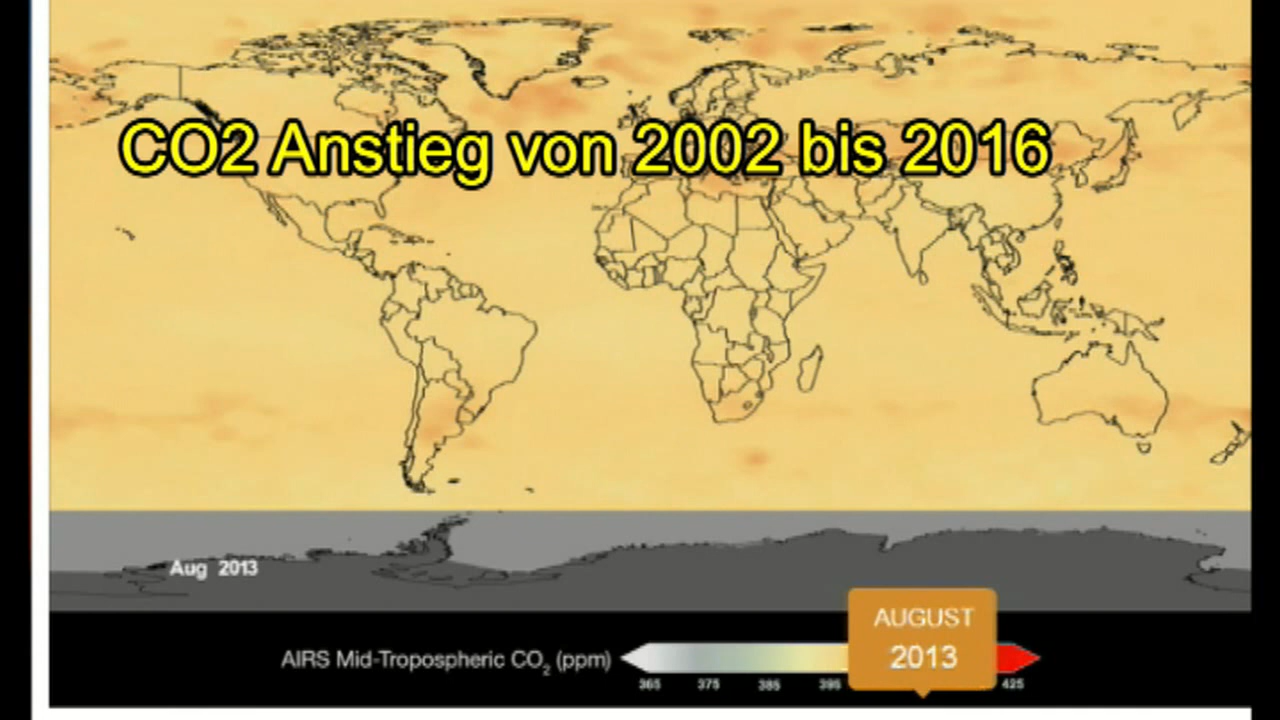 CO2 Anstieg von 2002 bis 2016
Aug 2013
AUGUST
2013
AIRS Mid-Tropospheric CO₂ (ppm)
365 375 385 395 425